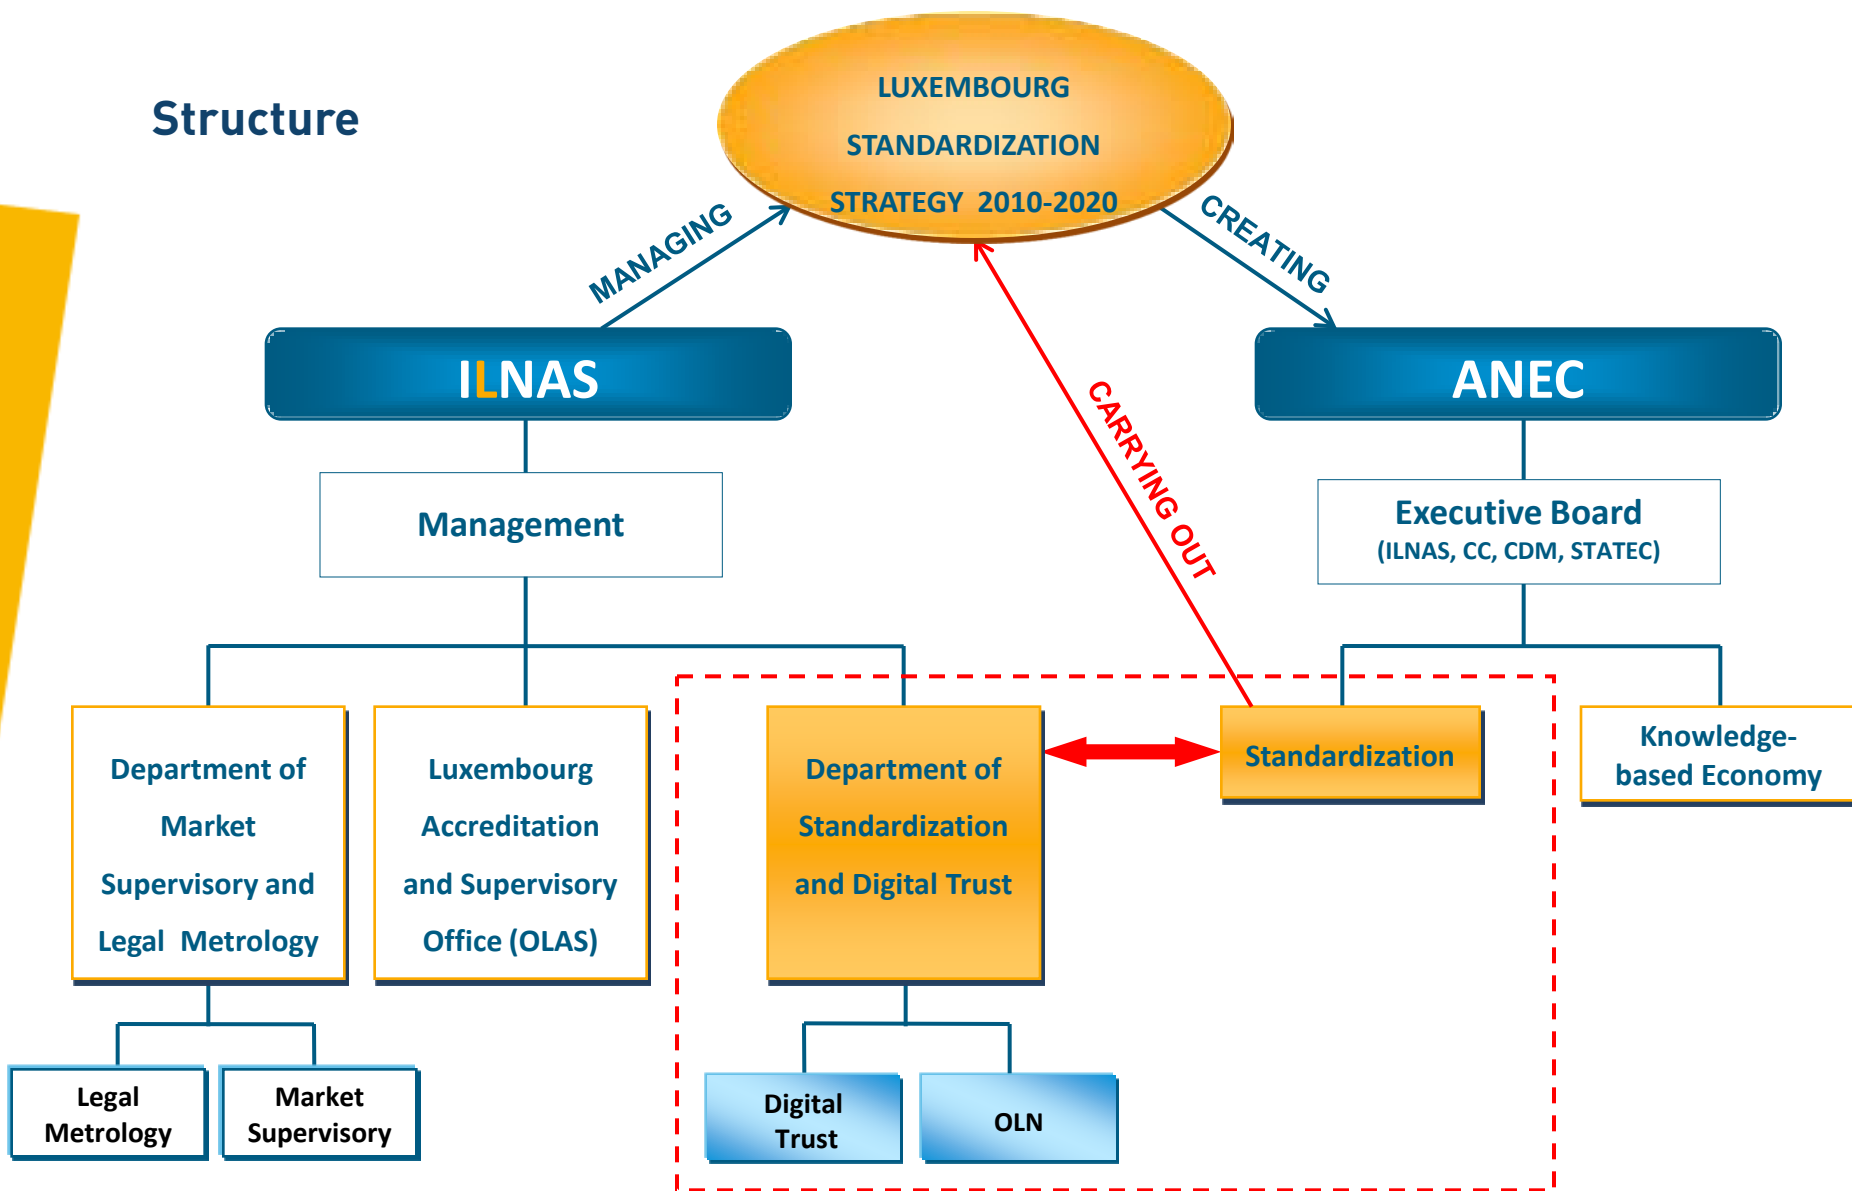 Structure
LUXEMBOURG
STANDARDIZATION
STRATEGY 2010-2020
MANAGING
CREATING
ILNAS
ANEC
CARRYING OUT
Management
Executive Board
(ILNAS, CC, CDM, STATEC)
Department of
Market
Supervisory and
Legal Metrology
Luxembourg
Accreditation
and Supervisory
Office (OLAS)
Department of
Standardization
and Digital Trust
Standardization
Knowledge-
based Economy
Legal
Metrology
Market
Supervisory
Digital
Trust
OLN